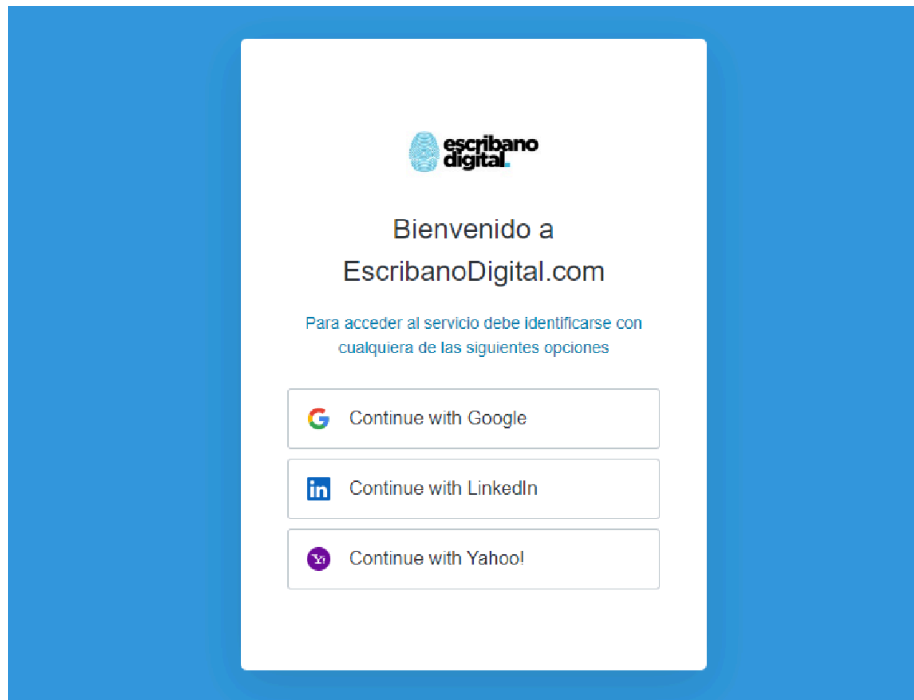 escribano
digital.
Bienvenido a
EscribanoDigital.com
Para acceder al servicio debe identificarse con
cualquiera de las siguientes opciones
Continue with Google
in Continue with LinkedIn
Continue with Yahoo!